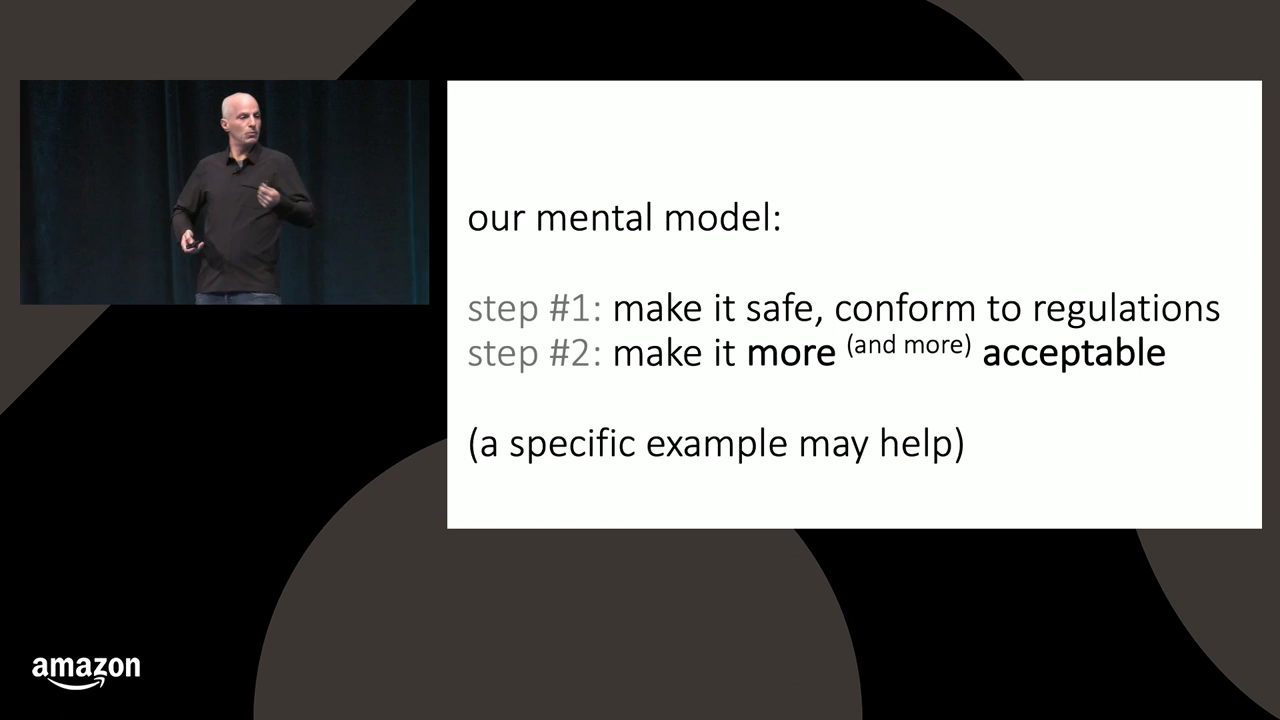 our mental model:
step #1: make it safe, conform to regulations
step #2: make it more (and more) acceptable
(a specific example may help)
amazon